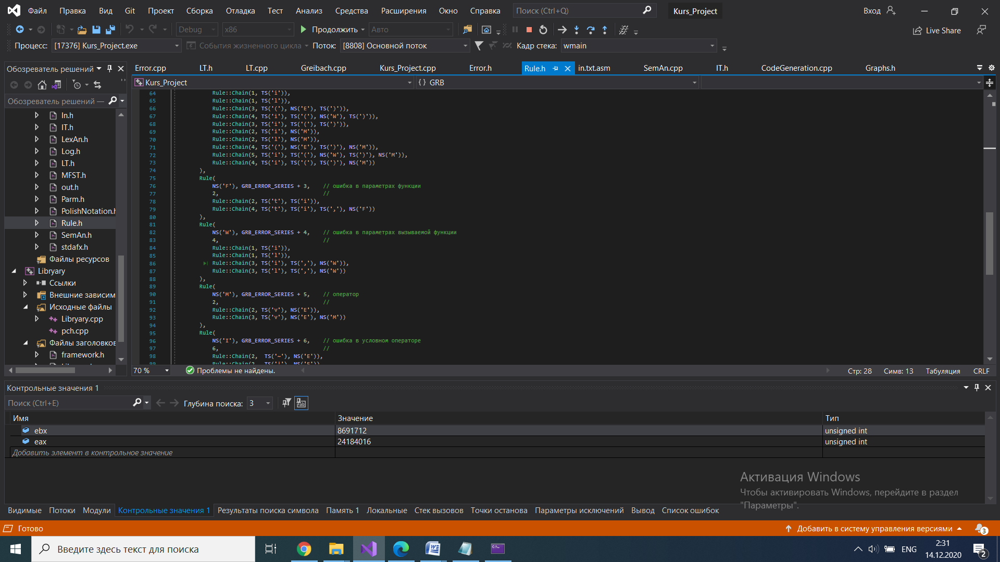 Файл Правка Вид Git Проект Сборка Отладка Тест Анализ Средства Расширения Окно Справка Поиск (Ctrl+Q) Kurs_Project Вход
Debug x86 Продолжить Авто Live Share
Процесс: [17376] Kurs_Project.exe События жизненного цикла Поток: [8808] Основной поток Кадр стека: wmain
Обозреватель решений
Error.cpp LT.h LT.cpp Greibach.cpp Kurs_Project.cpp Error.h Rule.h in.txt.asm SemAn.cpp IT.h CodeGeneration.cpp Graphs.h
Kurs_Project {} GRB
Обозреватель решений —
In.h
IT.h
LexAn.h
Log.h
LT.h
MFST.h
out.h
Parm.h
PolishNotation.h
Rule.h
SemAn.h
stdafx.h
Файлы ресурсов
Libryary
Ссылки
Внешние зависим
Исходные файлы
Libryary.cpp
pch.cpp
Файлы заголовков
framework.h
64 Rule::Chain(1, TS('i')),
65 Rule::Chain(1, TS('l')),
66 Rule::Chain(3, TS('('), NS('E'), TS(')')),
67 Rule::Chain(4, TS('i'), TS('('), NS('W'), TS(')')),
68 Rule::Chain(3, TS('i'), TS('('), TS(')')),
69 Rule::Chain(2, TS('i'), NS('M')),
70 Rule::Chain(2, TS('l'), NS('M')),
71 Rule::Chain(4, TS('('), NS('E'), TS(')'), NS('M')),
72 Rule::Chain(5, TS('i'), TS('('), NS('W'), TS(')'), NS('M')),
73 Rule::Chain(4, TS('i'), TS('('), TS(')'), NS('M'))
74 ),
75 Rule(
76 NS('F'), GRB_ERROR_SERIES + 3, // ошибка в параметрах функции
77 2, //
78 Rule::Chain(2, TS('t'), TS('i')),
79 Rule::Chain(4, TS('t'), TS('i'), TS(','), NS('F'))
80 ),
81 Rule(
82 NS('W'), GRB_ERROR_SERIES + 4, // ошибка в параметрах вызываемой функции
83 4, //
84 Rule::Chain(1, TS('i')),
85 Rule::Chain(1, TS('l')),
86 Rule::Chain(3, TS('i'), TS(','), NS('W')),
87 Rule::Chain(3, TS('l'), TS(','), NS('W'))
88 ),
89 Rule(
90 NS('M'), GRB_ERROR_SERIES + 5, // оператор
91 2, //
92 Rule::Chain(2, TS('v'), NS('E')),
93 Rule::Chain(3, TS('v'), NS('E'), NS('M'))
94 ),
95 Rule(
96 NS('I'), GRB_ERROR_SERIES + 6, // ошибка в условном операторе
97 6, //
98 Rule::Chain(2, TS('~'), NS('E')),
70 % Проблемы не найдены. Стр: 28 Симв: 13 Табуляция CRLF
Контрольные значения 1
Поиск (Ctrl+E) Глубина поиска: 3
Имя Значение Тип
ebx 8691712 unsigned int
eax 24184016 unsigned int
Добавить элемент в контрольное значение
Активация Windows
Чтобы активировать Windows, перейдите в раздел
"Параметры".
Видимые Потоки Модули Контрольные значения 1 Результаты поиска символа Память 1 Локальные Стек вызовов Точки останова Параметры исключений Вывод Список ошибок
Готово Добавить в систему управления версиями 3
Введите здесь текст для поиска ENG 2:31
14.12.2020 2